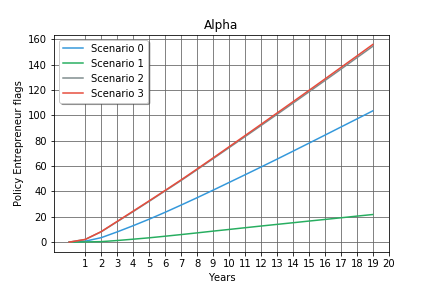 Alpha
160
140
120
100
80
60
40
20
0
Policy Entrepreneur flags
Scenario 0
Scenario 1
Scenario 2
Scenario 3
1 2 3 4 5 6 7 8 9 10 11 12 13 14 15 16 17 18 19 20
Years